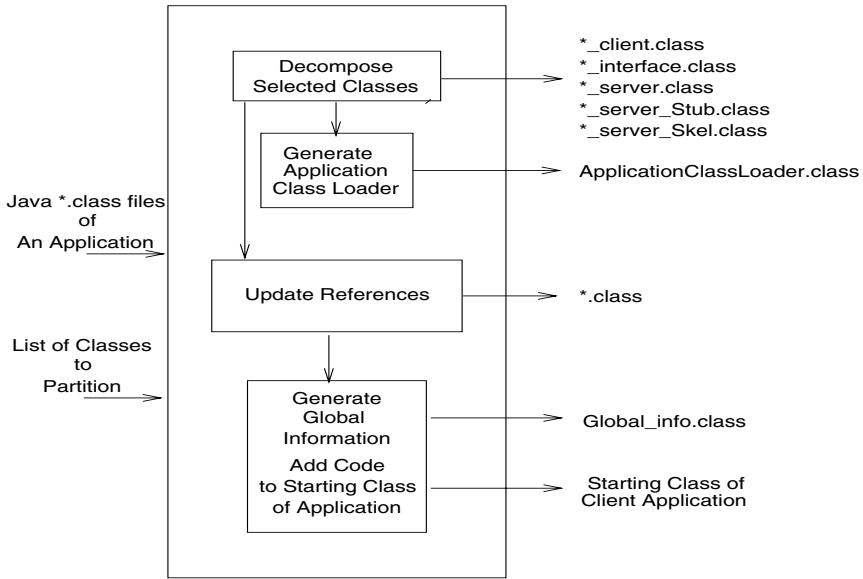 Decompose
Selected Classes
*_client.class
*_interface.class
*_server.class
*_server_Stub.class
*_server_Skel.class
Generate
Application
Class Loader
ApplicationClassLoader.class
Java *.class files
of
An Application
Update References
*.class
List of Classes
to
Partition
Generate
Global
Information
Add Code
to Starting Class
of Application
Global_info.class
Starting Class of
Client Application